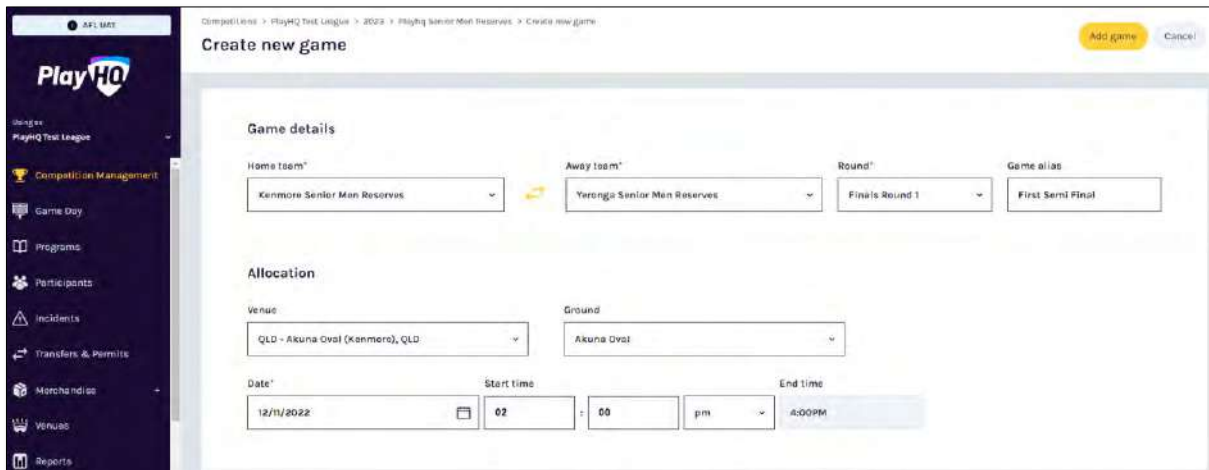 AFL UAT
PlayHQ
Using as
PlayHQ Test League
Competition Management
Game Day
Programs
Participants
Incidents
Transfers & Permits
Merchandise +
Venues
Reports
Competitions > PlayHQ Test League > 2023 > Playhq Senior Men Reserves > Create new game
Create new game
Add game Cancel
Game details
Home team* Away team* Round* Game alias
Kenmore Senior Men Reserves Yeronga Senior Men Reserves Finals Round 1 First Semi Final
Allocation
Venue Ground
QLD - Akuna Oval (Kenmore), QLD Akuna Oval
Date* Start time End time
12/11/2022 02 : 00 pm 4:00PM